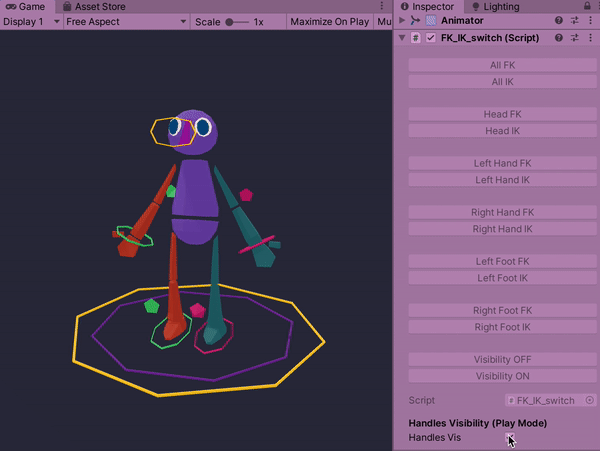 Game
Asset Store
Inspector
Lighting
Display 1
Free Aspect
Scale
1x
Maximize On Play
Mu
Animator
FK_IK_switch (Script)
All FK
All IK
Head FK
Head IK
Left Hand FK
Left Hand IK
Right Hand FK
Right Hand IK
Left Foot FK
Left Foot IK
Right Foot FK
Right Foot IK
Visibility OFF
Visibility ON
Script
# FK_IK_switch
Handles Visibility (Play Mode)
Handles Vis